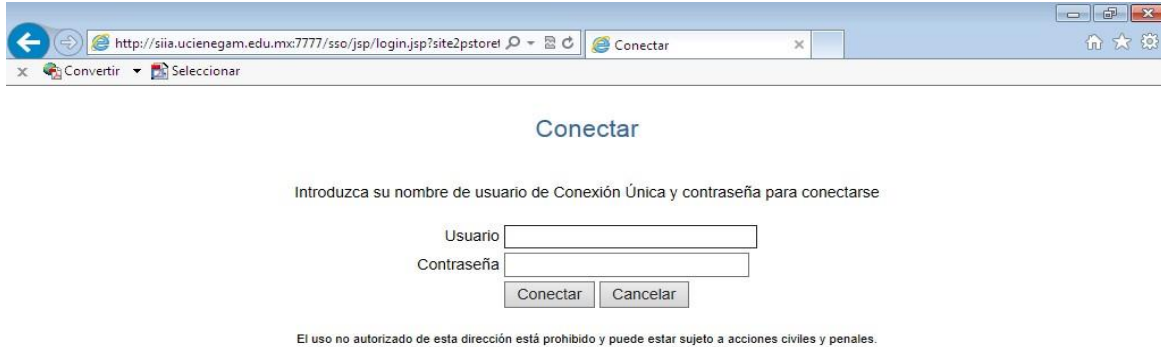 http://siia.ucienegam.edu.mx:7777/sso/jsp/login.jsp?site2pstoret
Conectar
Convertir Seleccionar
Conectar
Introduzca su nombre de usuario de Conexión Única y contraseña para conectarse
Usuario
Contraseña
Conectar Cancelar
El uso no autorizado de esta dirección está prohibido y puede estar sujeto a acciones civiles y penales.